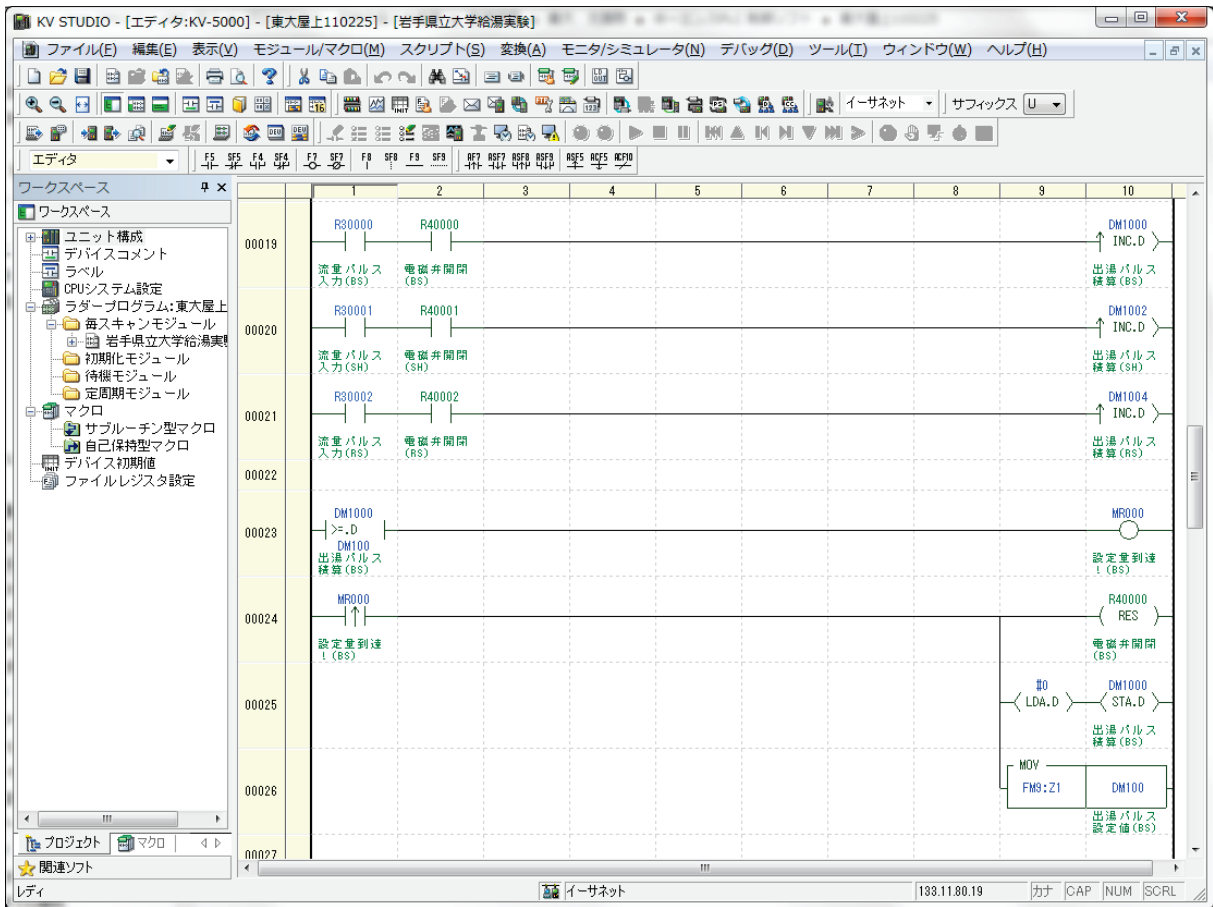 KV STUDIO - [エディタ:KV-5000] - [東大屋上110225] - [岩手県立大学給湯実験]
ファイル(F) 編集(E) 表示(V) モジュール/マクロ(M) スクリプト(S) 変換(A) モニタ/シミュレータ(N) デバッグ(D) ツール(T) ウィンドウ(W) ヘルプ(H)
イーサネット サフィックス U
エディタ F5 SF5 F4 SF4 F7 SF7 F8 SF8 F9 SF9 AF7 ASF7 ASF8 ASF9 ASF5 ACF5 ACF10
ワークスペース
ワークスペース
ユニット構成
デバイスコメント
ラベル
CPUシステム設定
ラダープログラム:東大屋上
毎スキャンモジュール
岩手県立大学給湯実験
初期化モジュール
待機モジュール
定周期モジュール
マクロ
サブルーチン型マクロ
自己保持型マクロ
デバイス初期値
ファイルレジスタ設定
プロジェクト マクロ
関連ソフト
1 2 3 4 5 6 7 8 9 10
R30000 R40000 DM1000
00019 INC.D
流量パルス 電磁弁開閉 出湯パルス
入力(BS) (BS)積算(BS)
R30001 R40001 DM1002
00020 INC.D
流量パルス 電磁弁開閉 出湯パルス
入力(SH) (SH) 積算(SH)
R30002 R40002 DM1004
00021 INC.D
流量パルス 電磁弁開閉 出湯パルス
入力(RS) (RS) 積算(RS)
00022
DM1000 MR000
00023 >=.D
DM100
出湯パルス 設定量到達
積算(BS) !(BS)
MR000 R40000
00024 RES
設定量到達 電磁弁開閉
!(BS) (BS)
#0 DM1000
00025 LDA.D STA.D
出湯パルス
積算(BS)
MOV
00026 FM9:Z1 DM100
出湯パルス
設定値(BS)
00027
レディ イーサネット 133.11.80.19 カナ CAP NUM SCRL